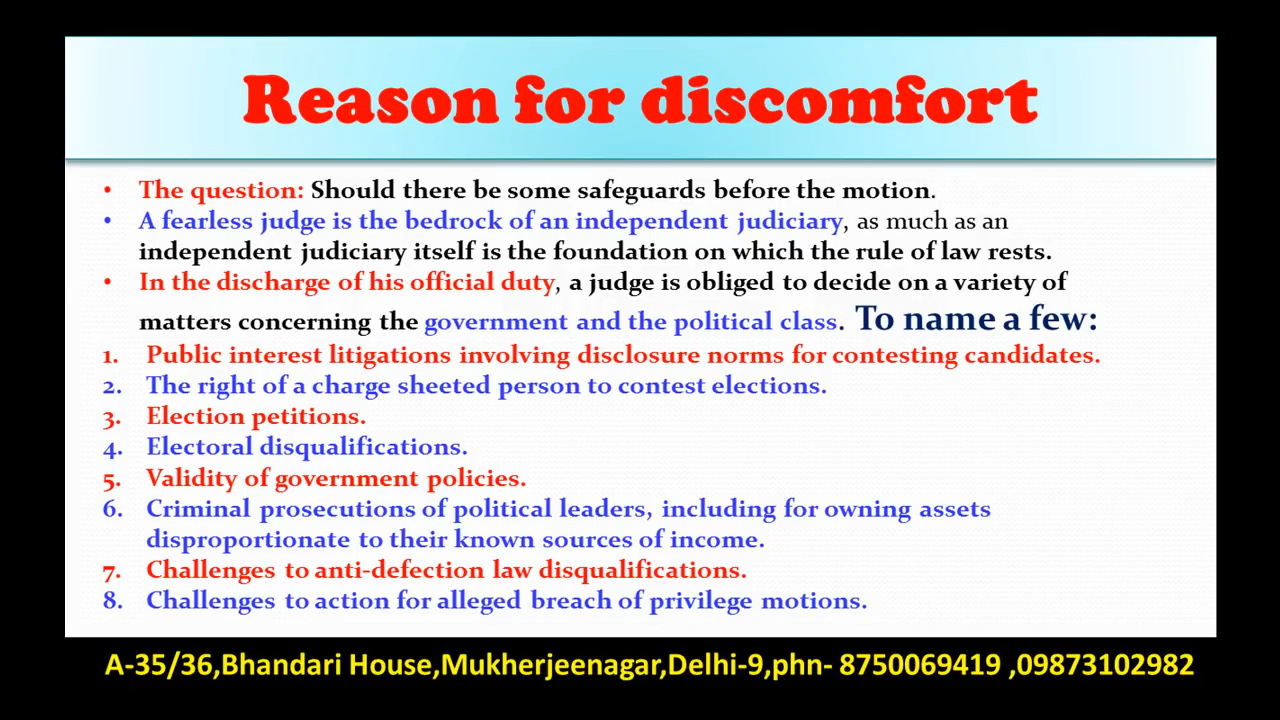 Reason for discomfort
• The question: Should there be some safeguards before the motion.
• A fearless judge is the bedrock of an independent judiciary, as much as an
independent judiciary itself is the foundation on which the rule of law rests.
• In the discharge of his official duty, a judge is obliged to decide on a variety of
matters concerning the government and the political class. To name a few:
1. Public interest litigations involving disclosure norms for contesting candidates.
2. The right of a charge sheeted person to contest elections.
3. Election petitions.
4. Electoral disqualifications.
5. Validity of government policies.
6. Criminal prosecutions of political leaders, including for owning assets
disproportionate to their known sources of income.
7. Challenges to anti-defection law disqualifications.
8. Challenges to action for alleged breach of privilege motions.
A-35/36,Bhandari House,Mukherjeenagar,Delhi-9,phn- 8750069419 ,09873102982